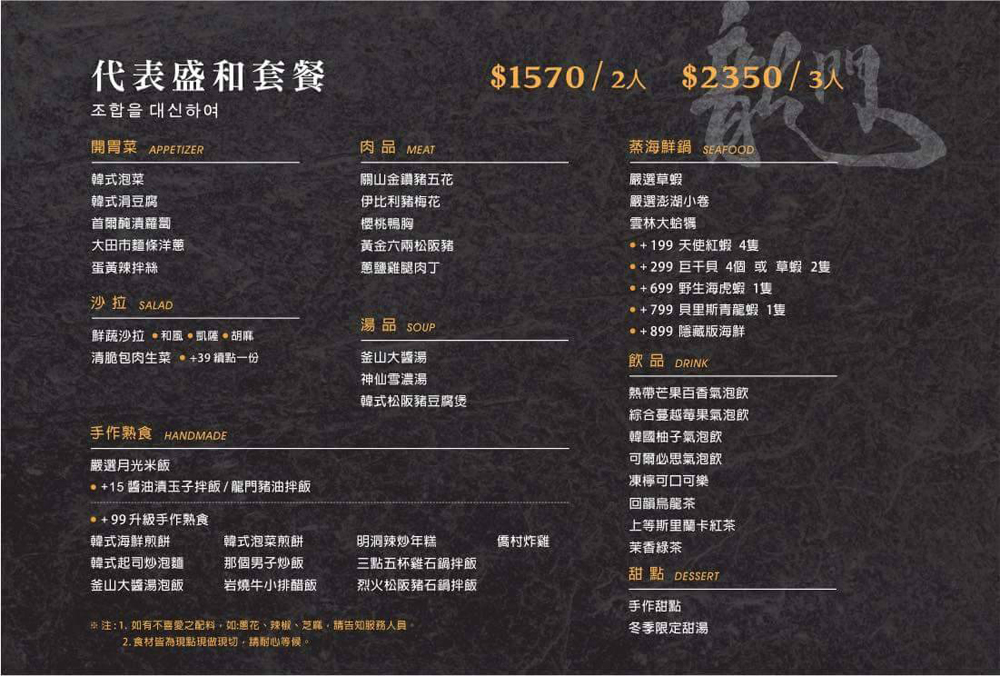 代表盛和套餐
$1570/2人 $2350/3人
조합을 대신하여
龍門
開胃菜 APPETIZER
韓式泡菜
韓式涓豆腐
首爾醃漬蘿蔔
大田市麵條洋蔥
蛋黃辣拌絲
沙拉 SALAD
鮮蔬沙拉 •和風 •凱薩 •胡麻
清脆包肉生菜 •+39續點一份
肉品 MEAT
關山金鑽豬五花
伊比利豬梅花
櫻桃鴨胸
黃金六兩松阪豬
蔥鹽雞腿肉丁
湯品 SOUP
釜山大醬湯
神仙雪濃湯
韓式松阪豬豆腐煲
手作熟食 HANDMADE
嚴選月光米飯
•+15 醬油漬玉子拌飯/龍門豬油拌飯
•+99升級手作熟食
韓式海鮮煎餅 韓式泡菜煎餅 明洞辣炒年糕 僑村炸雞
韓式起司炒泡麵 那個男子炒飯 三點五杯雞石鍋拌飯
釜山大醬湯泡飯 岩燒牛小排醋飯 烈火松阪豬石鍋拌飯
※注:1. 如有不喜愛之配料，如:蔥花、辣椒、芝麻，請告知服務人員。
2. 食材皆為現點現做現切，請耐心等候。
蒸海鮮鍋 SEAFOOD
嚴選草蝦
嚴選澎湖小卷
雲林大蛤蠣
•+199 天使紅蝦 4隻
•+299 巨干貝 4個 或 草蝦 2隻
•+699 野生海虎蝦 1隻
•+799 貝里斯青龍蝦 1隻
•+899 隱藏版海鮮
飲品 DRINK
熱帶芒果百香氣泡飲
綜合蔓越莓果氣泡飲
韓國柚子氣泡飲
可爾必思氣泡飲
凍檸可口可樂
回韻烏龍茶
上等斯里蘭卡紅茶
茉香綠茶
甜點 DESSERT
手作甜點
冬季限定甜湯